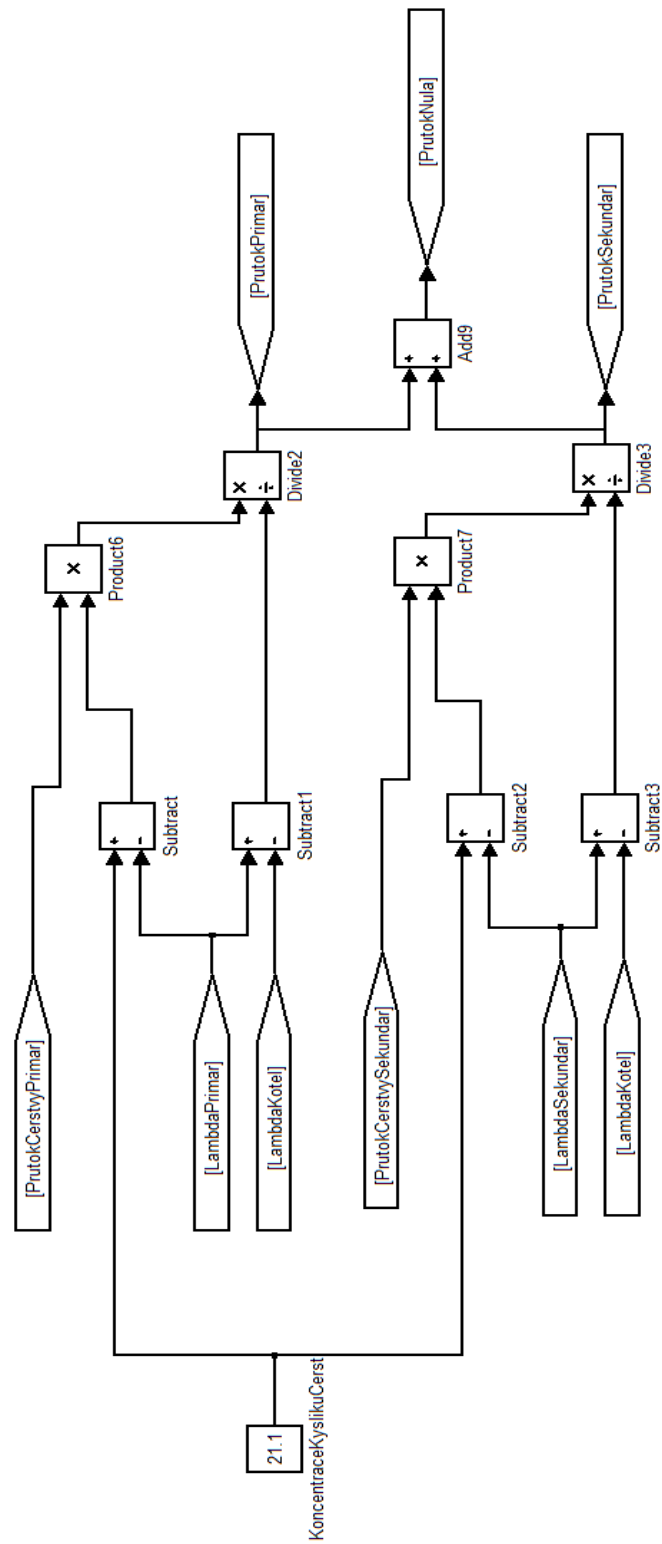 [PrutokCerstvyPrimar]
Product6
[PrutokPrimar]
Subtract
Divide2
[LambdaPrimar]
[LambdaKotel]
Subtract1
21.1
KoncentraceKyslikuCerst
[PrutokNula]
Add9
[PrutokCerstvySekundar]
Product7
[PrutokSekundar]
Subtract2
Divide3
[LambdaSekundar]
[LambdaKotel]
Subtract3